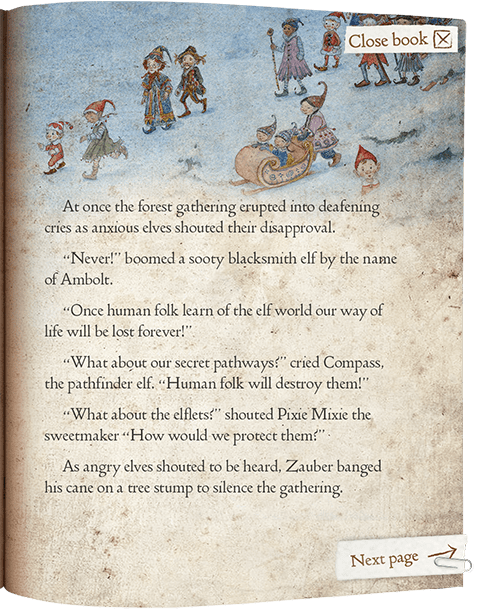 Close book
At once the forest gathering erupted into deafening
cries as anxious elves shouted their disapproval.
“Never!” boomed a sooty blacksmith elf by the name
of Ambolt.
“Once human folk learn of the elf world our way of
life will be lost forever!”
“What about our secret pathways?” cried Compass,
the pathfinder elf. “Human folk will destroy them!”
“What about the elflets?” shouted Pixie Mixie the
sweetmaker “How would we protect them?”
As angry elves shouted to be heard, Zauber banged
his cane on a tree stump to silence the gathering.
Next page